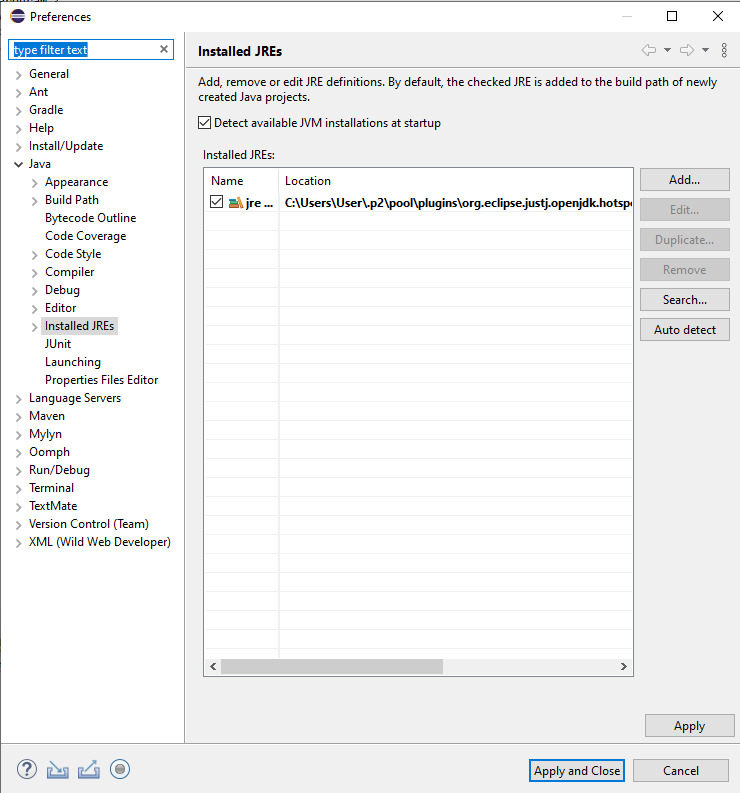 Preferences
type filter text
General
Ant
Gradle
Help
Install/Update
Java
Appearance
Build Path
Bytecode Outline
Code Coverage
Code Style
Compiler
Debug
Editor
Installed JREs
JUnit
Launching
Properties Files Editor
Language Servers
Maven
Mylyn
Oomph
Run/Debug
Terminal
TextMate
Version Control (Team)
XML (Wild Web Developer)
Installed JREs
Add, remove or edit JRE definitions. By default, the checked JRE is added to the build path of newly
created Java projects.
Detect available JVM installations at startup
Installed JREs:
Name Location
jre ... C:\Users\User\.p2\pool\plugins\org.eclipse.justj.openjdk.hotspo
Add...
Edit...
Duplicate...
Remove
Search...
Auto detect
Apply
Apply and Close
Cancel